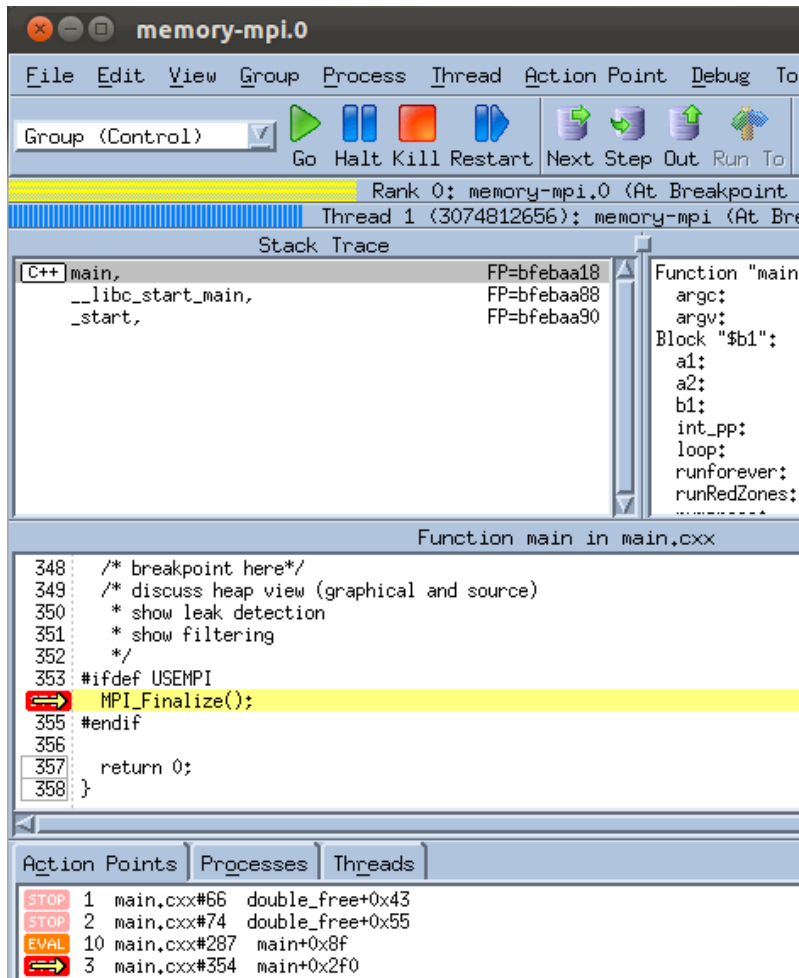 memory-mpi.0
File Edit View Group Process Thread Action Point Debug To
Group (Control) Go Halt Kill Restart Next Step Out Run To
Rank 0: memory-mpi.0 (At Breakpoint
Thread 1 (3074812656): memory-mpi (At Bre
Stack Trace
C++ main, FP=bfebaa18
__libc_start_main, FP=bfebaa88
_start, FP=bfebaa90
Function "main
argc:
argv:
Block "$b1":
a1:
a2:
b1:
int_pp:
loop:
runforever:
runRedZones:
Function main in main.cxx
348 /* breakpoint here*/
349 /* discuss heap view (graphical and source)
350 * show leak detection
351 * show filtering
352 */
353 #ifdef USEMPI
MPI_Finalize();
355 #endif
356
357 return 0;
358 }
Action Points Processes Threads
STOP 1 main.cxx#66 double_free+0x43
STOP 2 main.cxx#74 double_free+0x55
EVAL 10 main.cxx#287 main+0x8f
3 main.cxx#354 main+0x2f0